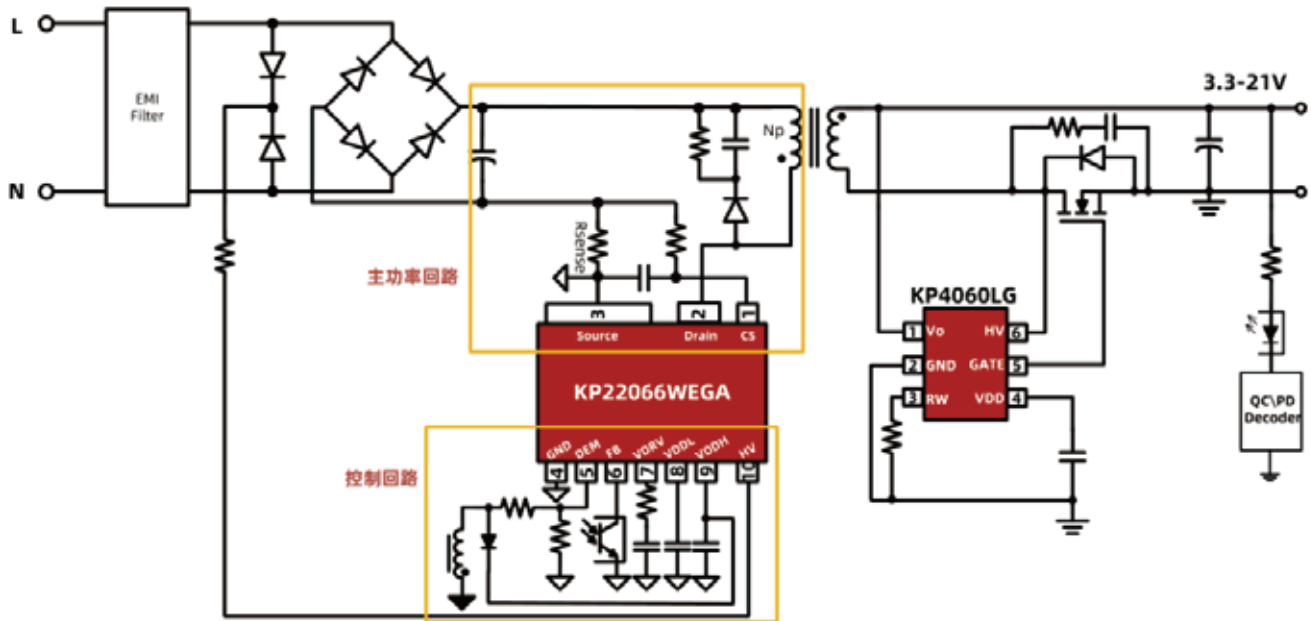 L
EMI
Filter
N
3.3-21V
Np
Rsense
主功率回路
3
2
1
Source
Drain
CS
KP22066WEGA
GND
DEM
FB
VDRV
VDDL
VDDH
HV
4
5
6
7
8
9
10
控制回路
KP4060LG
1
Vo
HV
6
2
GND
GATE
5
3
RW
VDD
4
QC\PD
Decoder